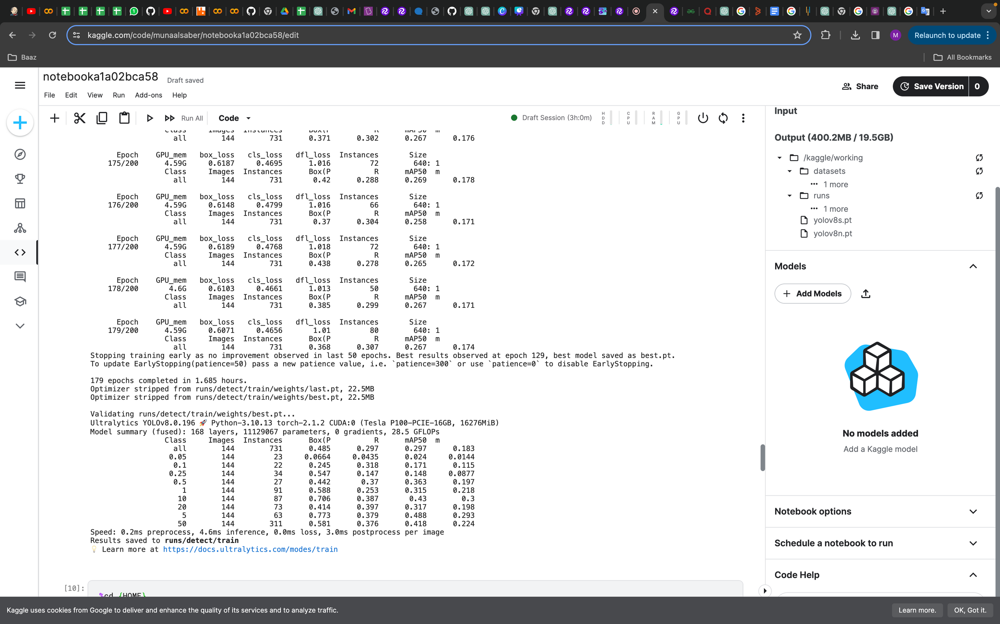 kaggle.com/code/munaalsaber/notebooka1a02bca58/edit
M
Relaunch to update
Baaz
All Bookmarks
notebooka1a02bca58 Draft saved
Share
Save Version 0
File Edit View Run Add-ons Help
Run All
Code
Draft Session (3h:0m)
HDD
CPU
RAM
GPU
Class Images Instances Box(P R mAP50 m
all 144 731 0.371 0.302 0.267 0.176
Epoch GPU_mem box_loss cls_loss dfl_loss Instances Size
175/200 4.59G 0.6187 0.4695 1.016 72 640: 1
Class Images Instances Box(P R mAP50 m
all 144 731 0.42 0.288 0.269 0.178
Epoch GPU_mem box_loss cls_loss dfl_loss Instances Size
176/200 4.59G 0.6148 0.4799 1.016 66 640: 1
Class Images Instances Box(P R mAP50 m
all 144 731 0.37 0.304 0.258 0.171
Epoch GPU_mem box_loss cls_loss dfl_loss Instances Size
177/200 4.59G 0.6189 0.4768 1.018 72 640: 1
Class Images Instances Box(P R mAP50 m
all 144 731 0.438 0.278 0.265 0.172
Epoch GPU_mem box_loss cls_loss dfl_loss Instances Size
178/200 4.6G 0.6103 0.4661 1.013 50 640: 1
Class Images Instances Box(P R mAP50 m
all 144 731 0.385 0.299 0.267 0.171
Epoch GPU_mem box_loss cls_loss dfl_loss Instances Size
179/200 4.59G 0.6071 0.4656 1.01 80 640: 1
Class Images Instances Box(P R mAP50 m
all 144 731 0.368 0.307 0.267 0.174
Stopping training early as no improvement observed in last 50 epochs. Best results observed at epoch 129, best model saved as best.pt.
To update EarlyStopping(patience=50) pass a new patience value, i.e. `patience=300` or use `patience=0` to disable EarlyStopping.
179 epochs completed in 1.685 hours.
Optimizer stripped from runs/detect/train/weights/last.pt, 22.5MB
Optimizer stripped from runs/detect/train/weights/best.pt, 22.5MB
Validating runs/detect/train/weights/best.pt...
Ultralytics YOLOv8.0.196 🚀 Python-3.10.13 torch-2.1.2 CUDA:0 (Tesla P100-PCIE-16GB, 16276MiB)
Model summary (fused): 168 layers, 11129067 parameters, 0 gradients, 28.5 GFLOPs
Class Images Instances Box(P R mAP50 m
all 144 731 0.485 0.297 0.297 0.183
0.05 144 23 0.0664 0.0435 0.024 0.0144
0.1 144 22 0.245 0.318 0.171 0.115
0.25 144 34 0.547 0.147 0.148 0.0877
0.5 144 27 0.442 0.37 0.363 0.197
1 144 91 0.588 0.253 0.315 0.218
10 144 87 0.706 0.387 0.43 0.3
20 144 73 0.414 0.397 0.317 0.198
5 144 63 0.773 0.379 0.488 0.293
50 144 311 0.581 0.376 0.418 0.224
Speed: 0.2ms preprocess, 4.6ms inference, 0.0ms loss, 3.0ms postprocess per image
Results saved to runs/detect/train
💡 Learn more at https://docs.ultralytics.com/modes/train
[10]:
%cd {HOME}
Input
Output (400.2MB / 19.5GB)
/kaggle/working
datasets
1 more
runs
1 more
yolov8s.pt
yolov8n.pt
Models
Add Models
No models added
Add a Kaggle model
Notebook options
Schedule a notebook to run
Code Help
Kaggle uses cookies from Google to deliver and enhance the quality of its services and to analyze traffic.
Learn more.
OK, Got it.